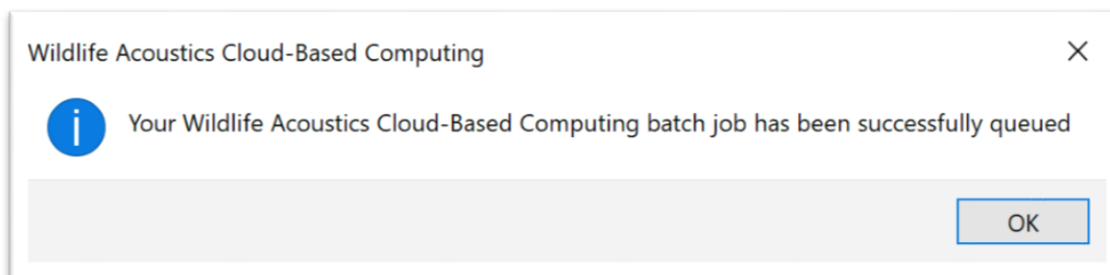 Wildlife Acoustics Cloud-Based Computing
Your Wildlife Acoustics Cloud-Based Computing batch job has been successfully queued
OK